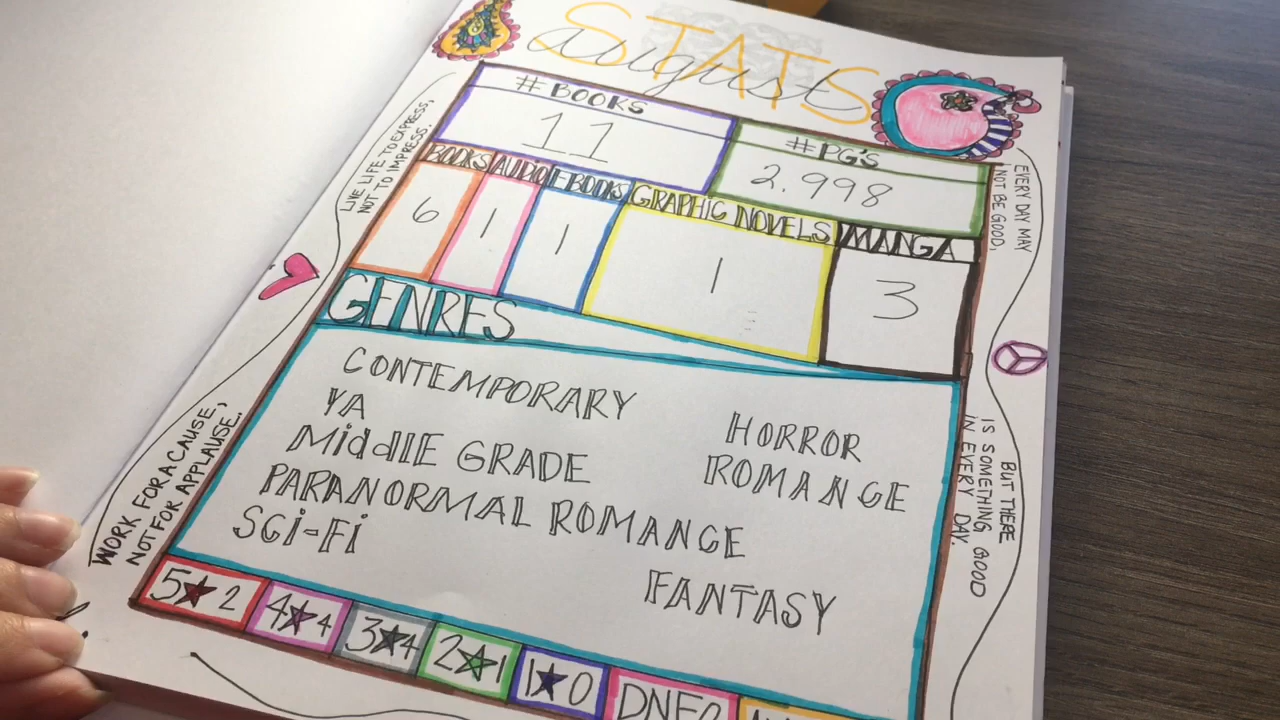 STATS
august
# BOOKS
11
# PG'S
2.998
BOOKS
6
AUDIO
1
E-BOOKS
1
GRAPHIC NOVELS
1
MANGA
3
GENRES
CONTEMPORARY
YA
MiddlE GRADE
PARANORMAL ROMANCE
SCi-Fi
HORROR
ROMANCE
FANTASY
5★ 2
4★ 4
3★ 4
2★ 1
1★ 0
LIVE LIFE TO EXPRESS,
NOT TO IMPRESS.
WORK FOR A CAUSE,
NOT FOR APPLAUSE.
EVERY DAY MAY
NOT BE GOOD,
BUT THERE
IS SOMETHING GOOD
IN EVERY DAY.